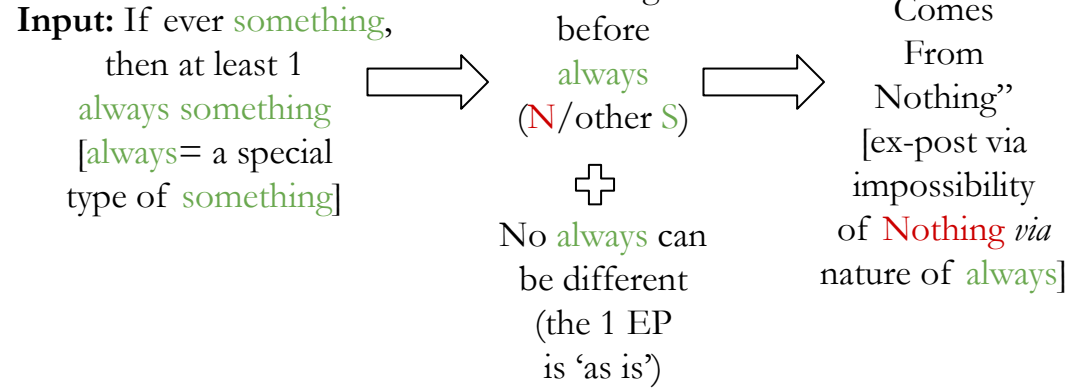 Input: If ever something,
then at least 1
always something
[always= a special
type of something]
before
always
(N/other S)
No always can
be different
(the 1 EP
is ‘as is’)
Comes
From
Nothing”
[ex-post via
impossibility
of Nothing via
nature of always]